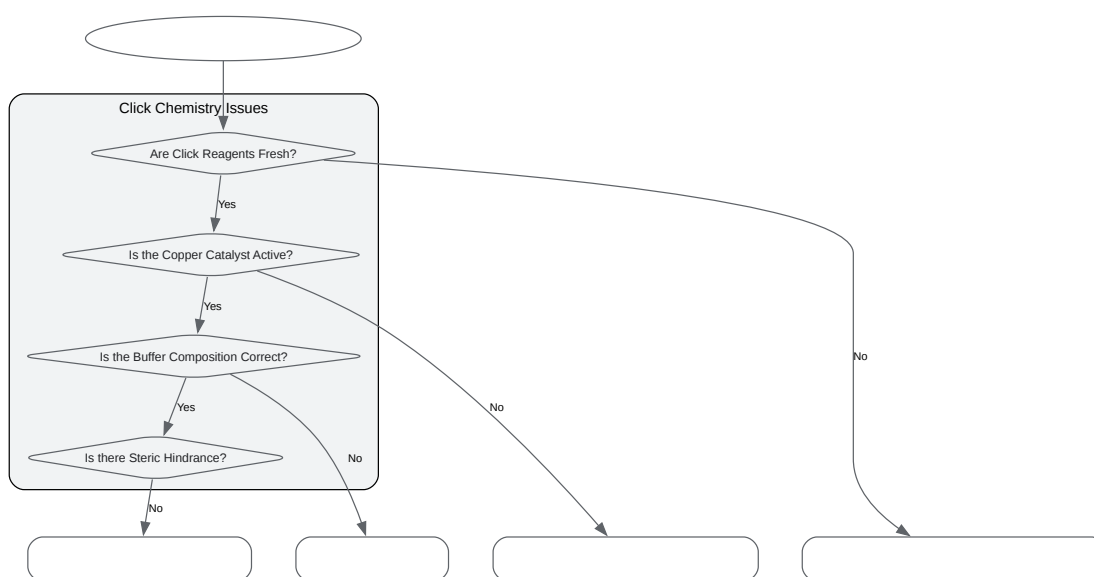 Click Chemistry Issues
Are Click Reagents Fresh?
Yes
Is the Copper Catalyst Active?
Yes
Is the Buffer Composition Correct?
No
Yes
No
Is there Steric Hindrance?
No
No